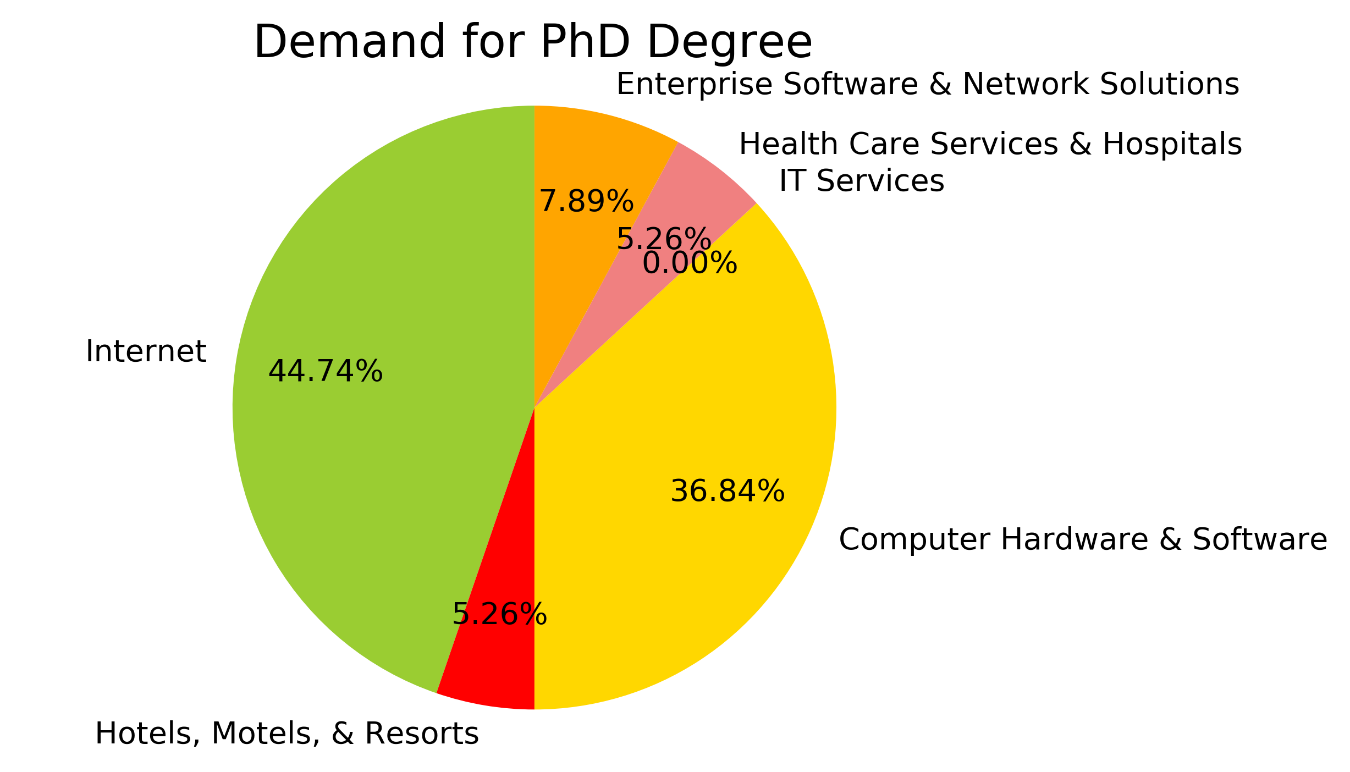 Demand for PhD Degree
Enterprise Software & Network Solutions
Health Care Services & Hospitals
IT Services
7.89%
5.26%
0.00%
Internet
44.74%
36.84%
Computer Hardware & Software
5.26%
Hotels, Motels, & Resorts